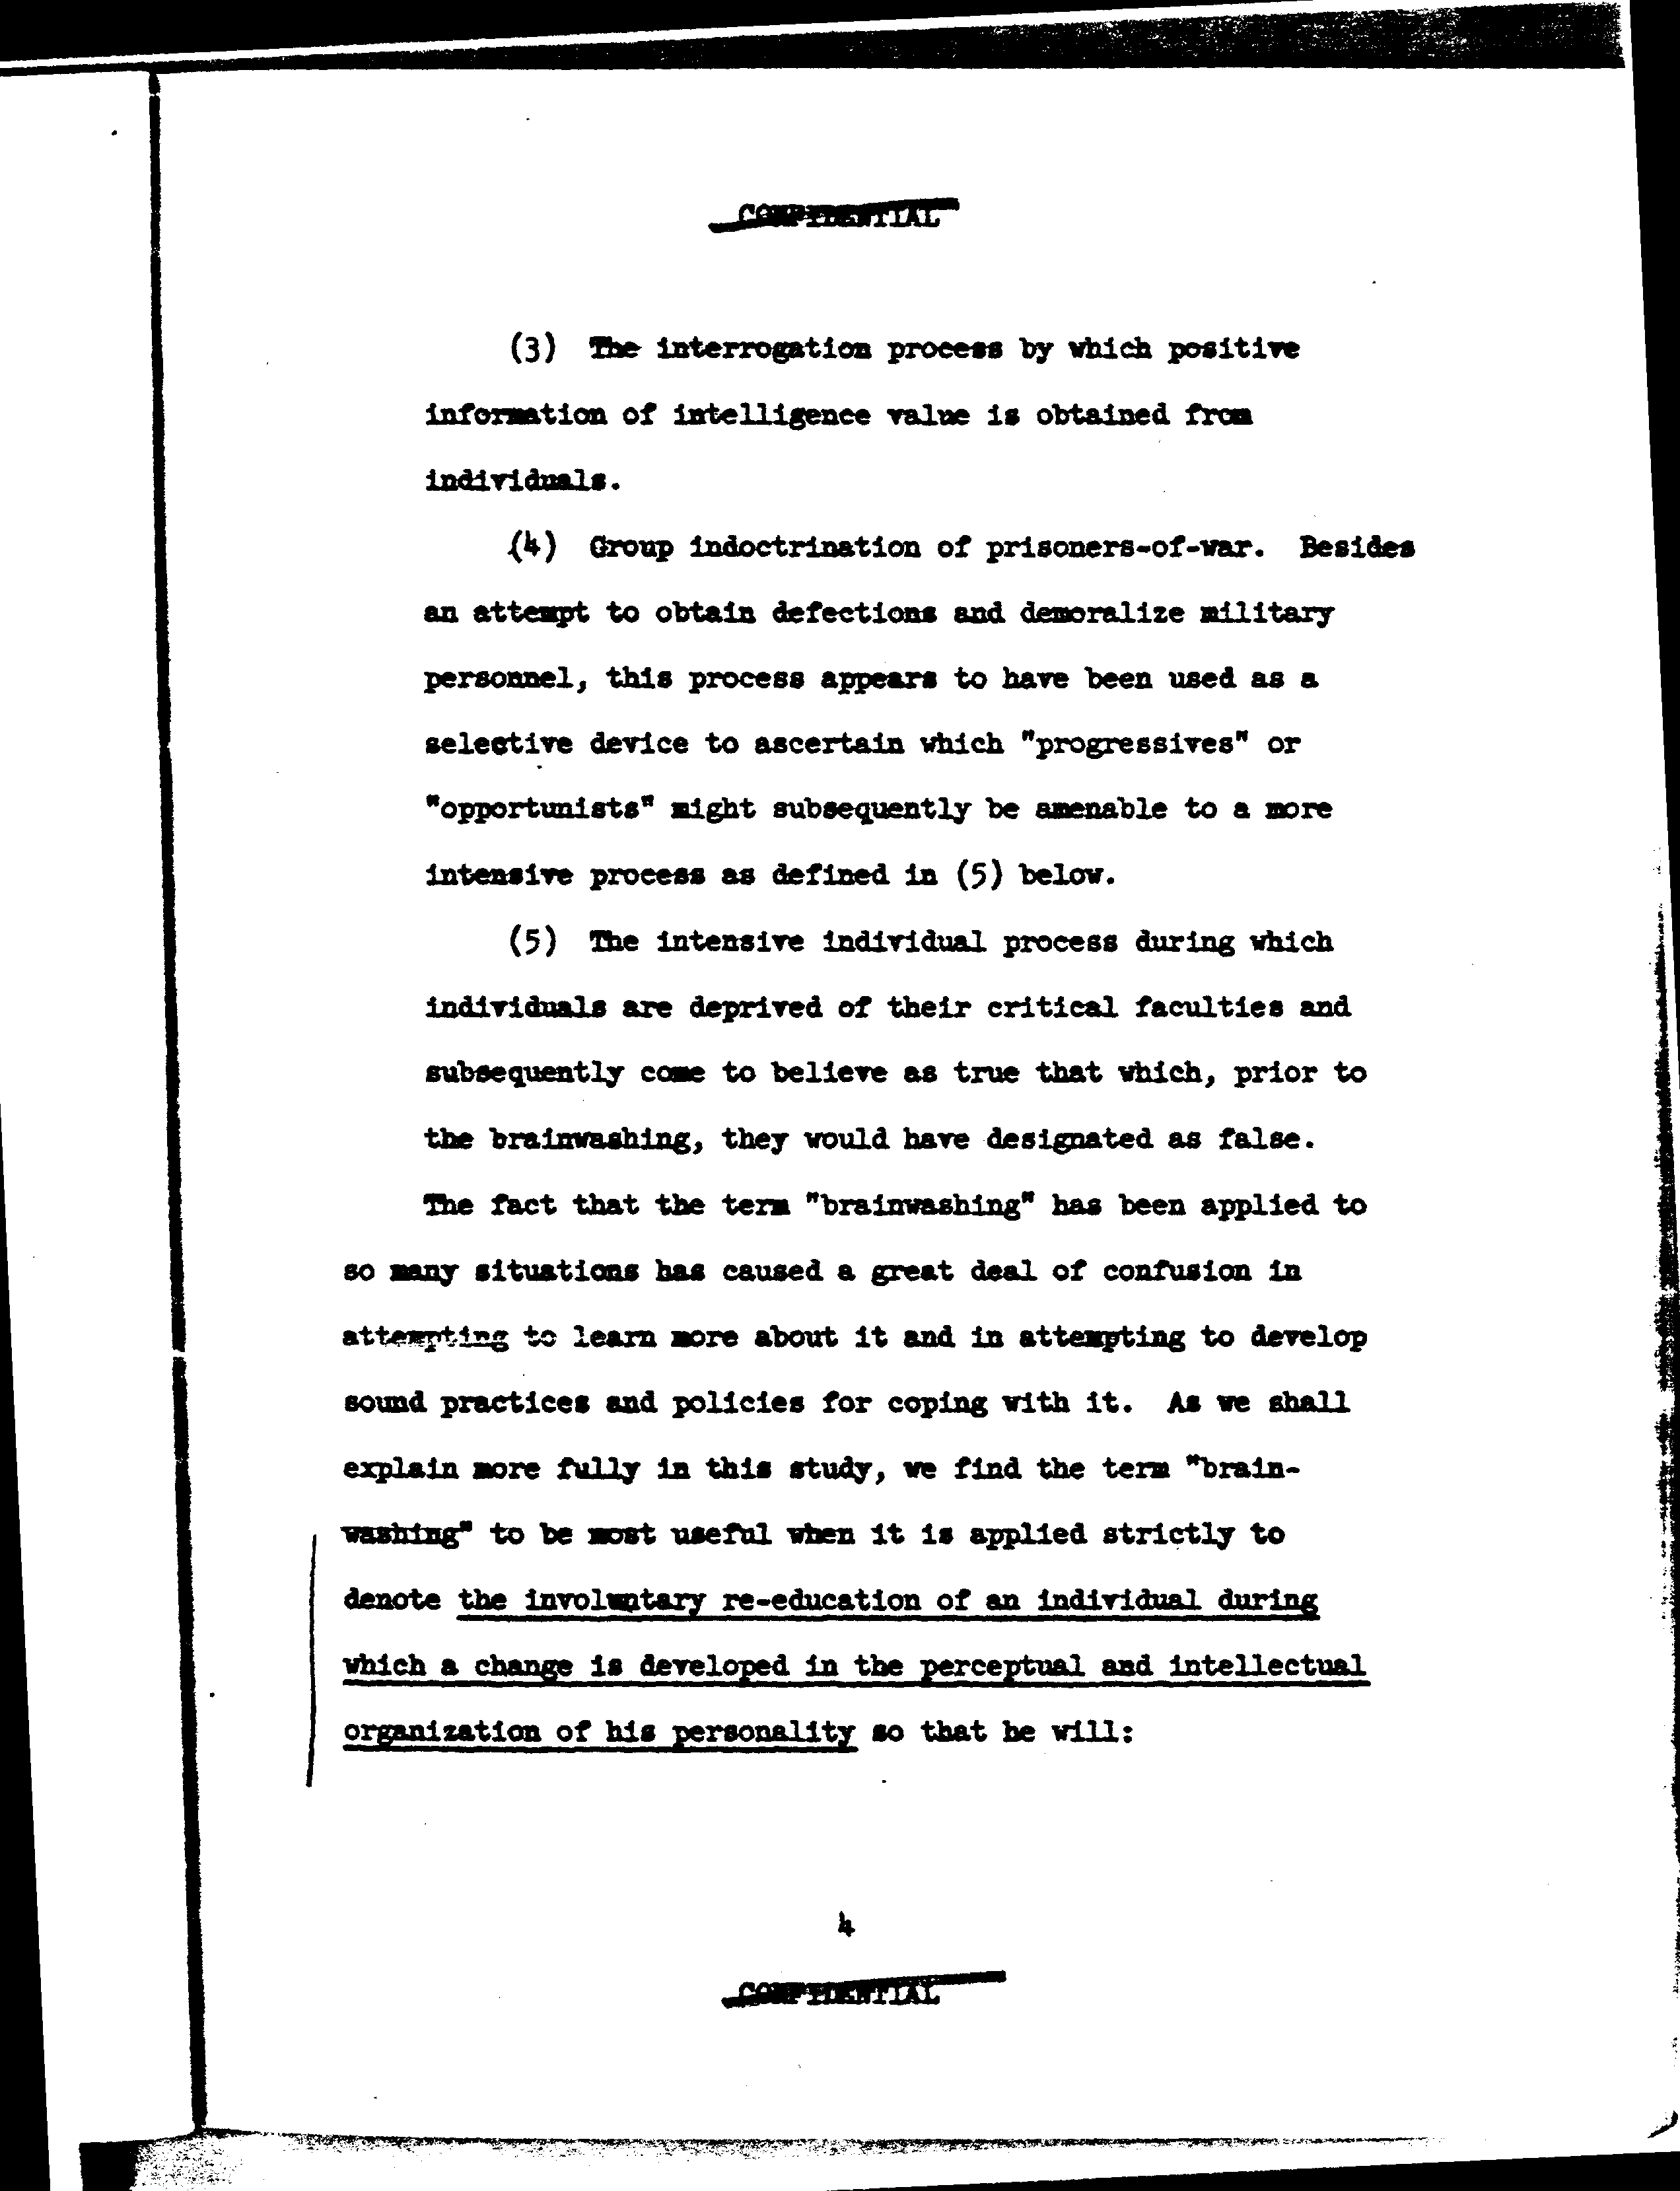 CONFIDENTIAL
(3) The interrogation process by which positive
information of intelligence value is obtained from
individuals.
(4) Group indoctrination of prisoners-of-war. Besides
an attempt to obtain defections and demoralize military
personnel, this process appears to have been used as a
selective device to ascertain which "progressives" or
"opportunists" might subsequently be amenable to a more
intensive process as defined in (5) below.
(5) The intensive individual process during which
individuals are deprived of their critical faculties and
subsequently come to believe as true that which, prior to
the brainwashing, they would have designated as false.
The fact that the term "brainwashing" has been applied to
so many situations has caused a great deal of confusion in
attempting to learn more about it and in attempting to develop
sound practices and policies for coping with it. As we shall
explain more fully in this study, we find the term "brain-
washing" to be most useful when it is applied strictly to
denote the involuntary re-education of an individual during
which a change is developed in the perceptual and intellectual
organization of his personality so that he will:
4
CONFIDENTIAL